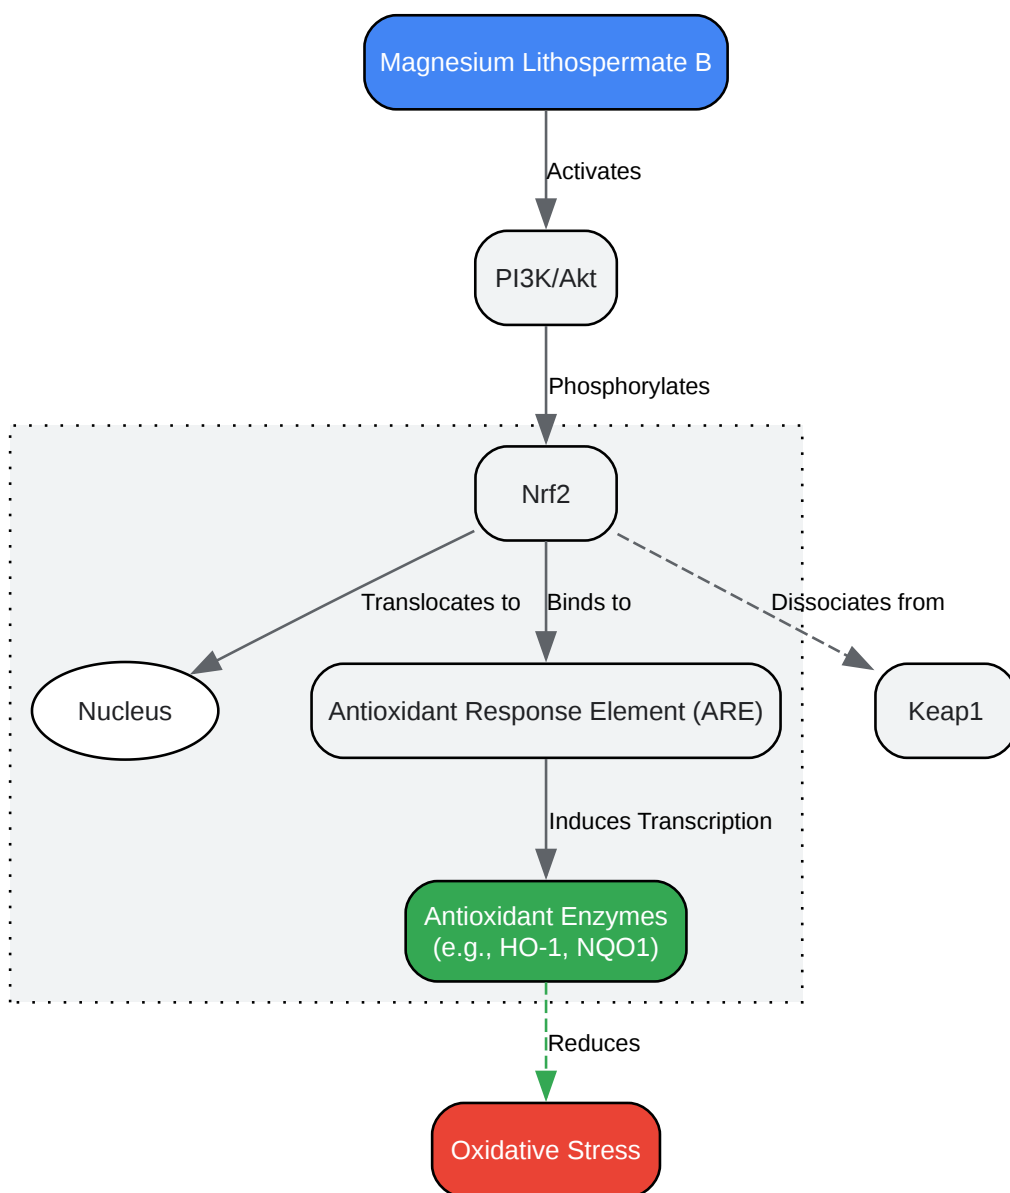 Magnesium Lithospermate B
Activates
PI3K/Akt
Phosphorylates
Nrf2
Translocates to
Binds to
Dissociates from
Nucleus
Antioxidant Response Element (ARE)
Keap1
Induces Transcription
Antioxidant Enzymes
(e.g., HO-1, NQO1)
Reduces
Oxidative Stress